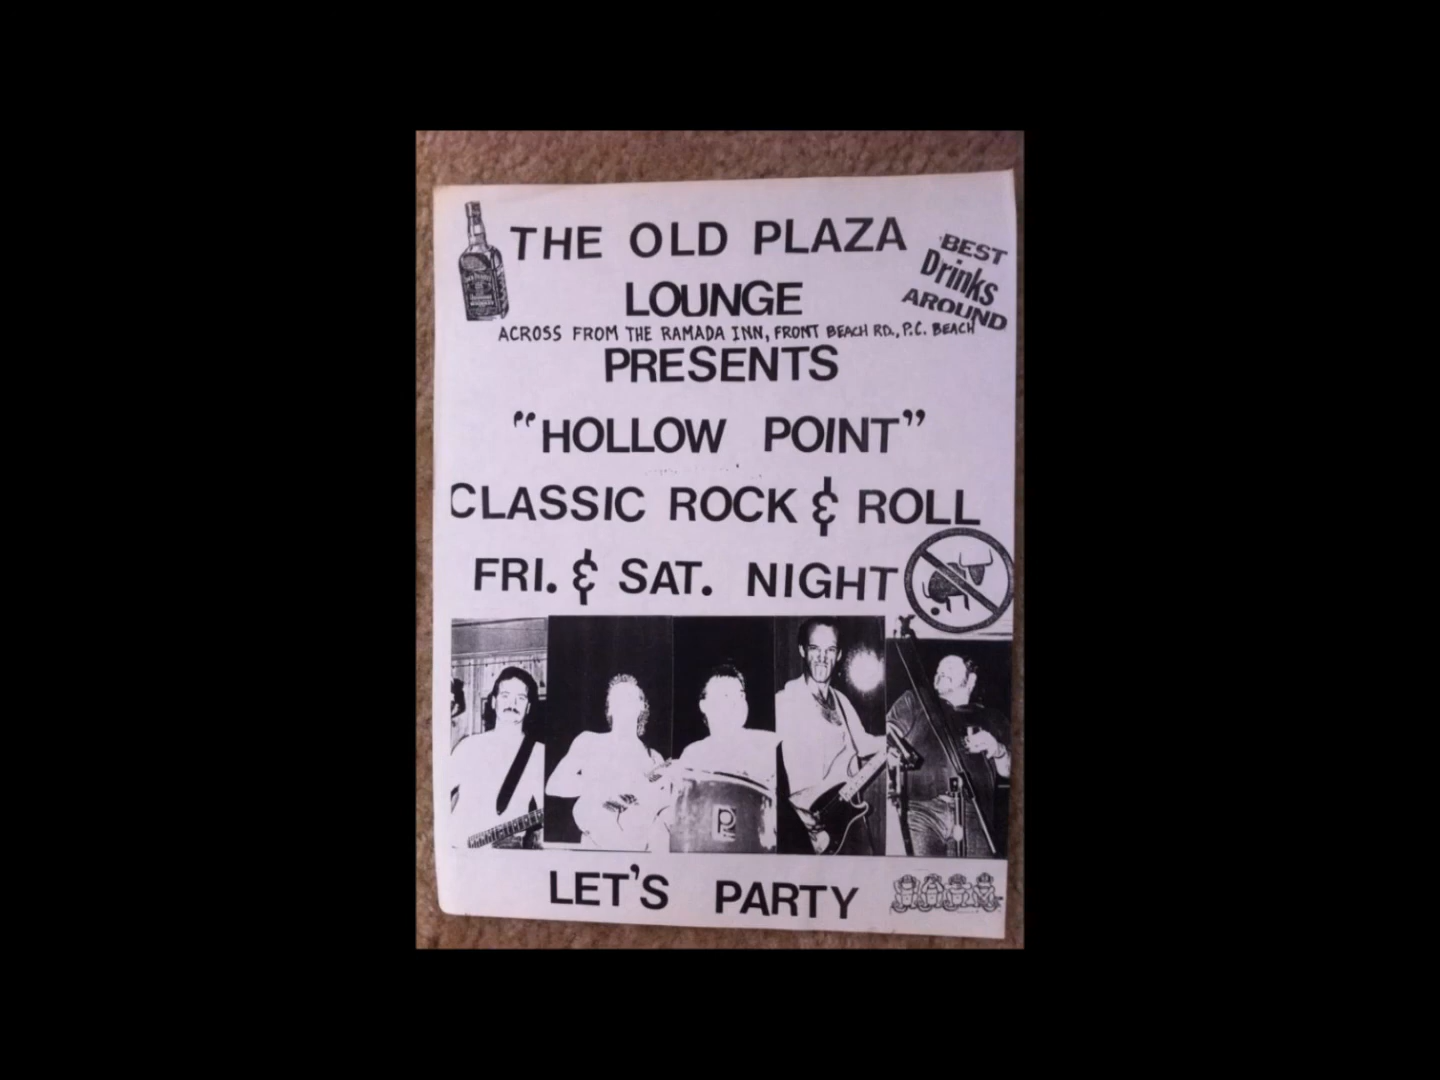 THE OLD PLAZA
LOUNGE
BEST
Drinks
AROUND
ACROSS FROM THE RAMADA INN, FRONT BEACH RD., P.C. BEACH
PRESENTS
"HOLLOW POINT"
CLASSIC ROCK & ROLL
FRI. & SAT. NIGHT
LET'S PARTY